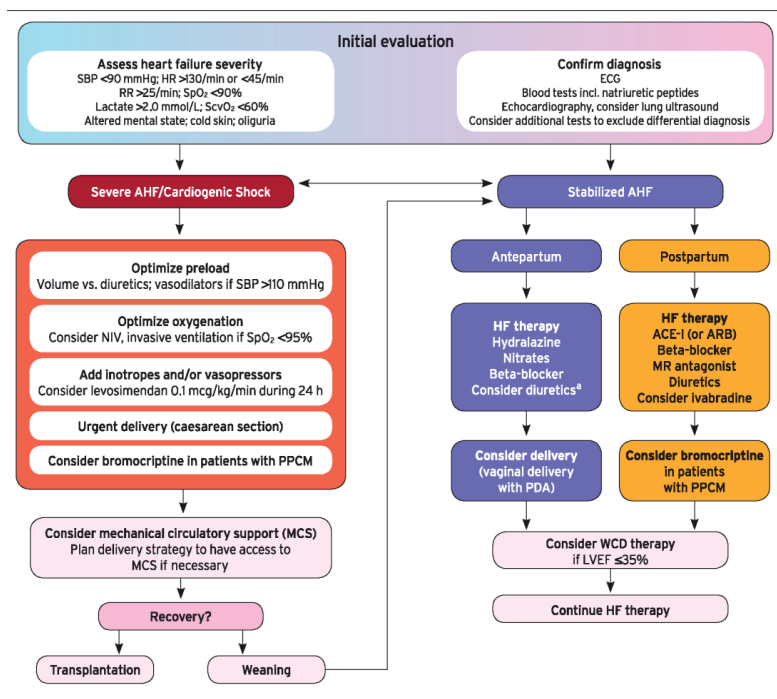 Initial evaluation
Assess heart failure severity
SBP <90 mmHg; HR >130/min or <45/min
RR >25/min; SpO₂ <90%
Lactate >2.0 mmol/L; ScvO₂ <60%
Altered mental state; cold skin; oliguria
Confirm diagnosis
ECG
Blood tests incl. natriuretic peptides
Echocardiography, consider lung ultrasound
Consider additional tests to exclude differential diagnosis
Severe AHF/Cardiogenic Shock
Stabilized AHF
Optimize preload
Volume vs. diuretics; vasodilators if SBP >110 mmHg
Optimize oxygenation
Consider NIV, invasive ventilation if SpO₂ <95%
Add inotropes and/or vasopressors
Consider levosimendan 0.1 mcg/kg/min during 24 h
Urgent delivery (caesarean section)
Consider bromocriptine in patients with PPCM
Antepartum
HF therapy
Hydralazine
Nitrates
Beta-blocker
Consider diureticsᵃ
Consider delivery
(vaginal delivery
with PDA)
Postpartum
HF therapy
ACE-I (or ARB)
Beta-blocker
MR antagonist
Diuretics
Consider ivabradine
Consider bromocriptine
in patients
with PPCM
Consider mechanical circulatory support (MCS)
Plan delivery strategy to have access to
MCS if necessary
Recovery?
Transplantation
Weaning
Consider WCD therapy
if LVEF ≤35%
Continue HF therapy